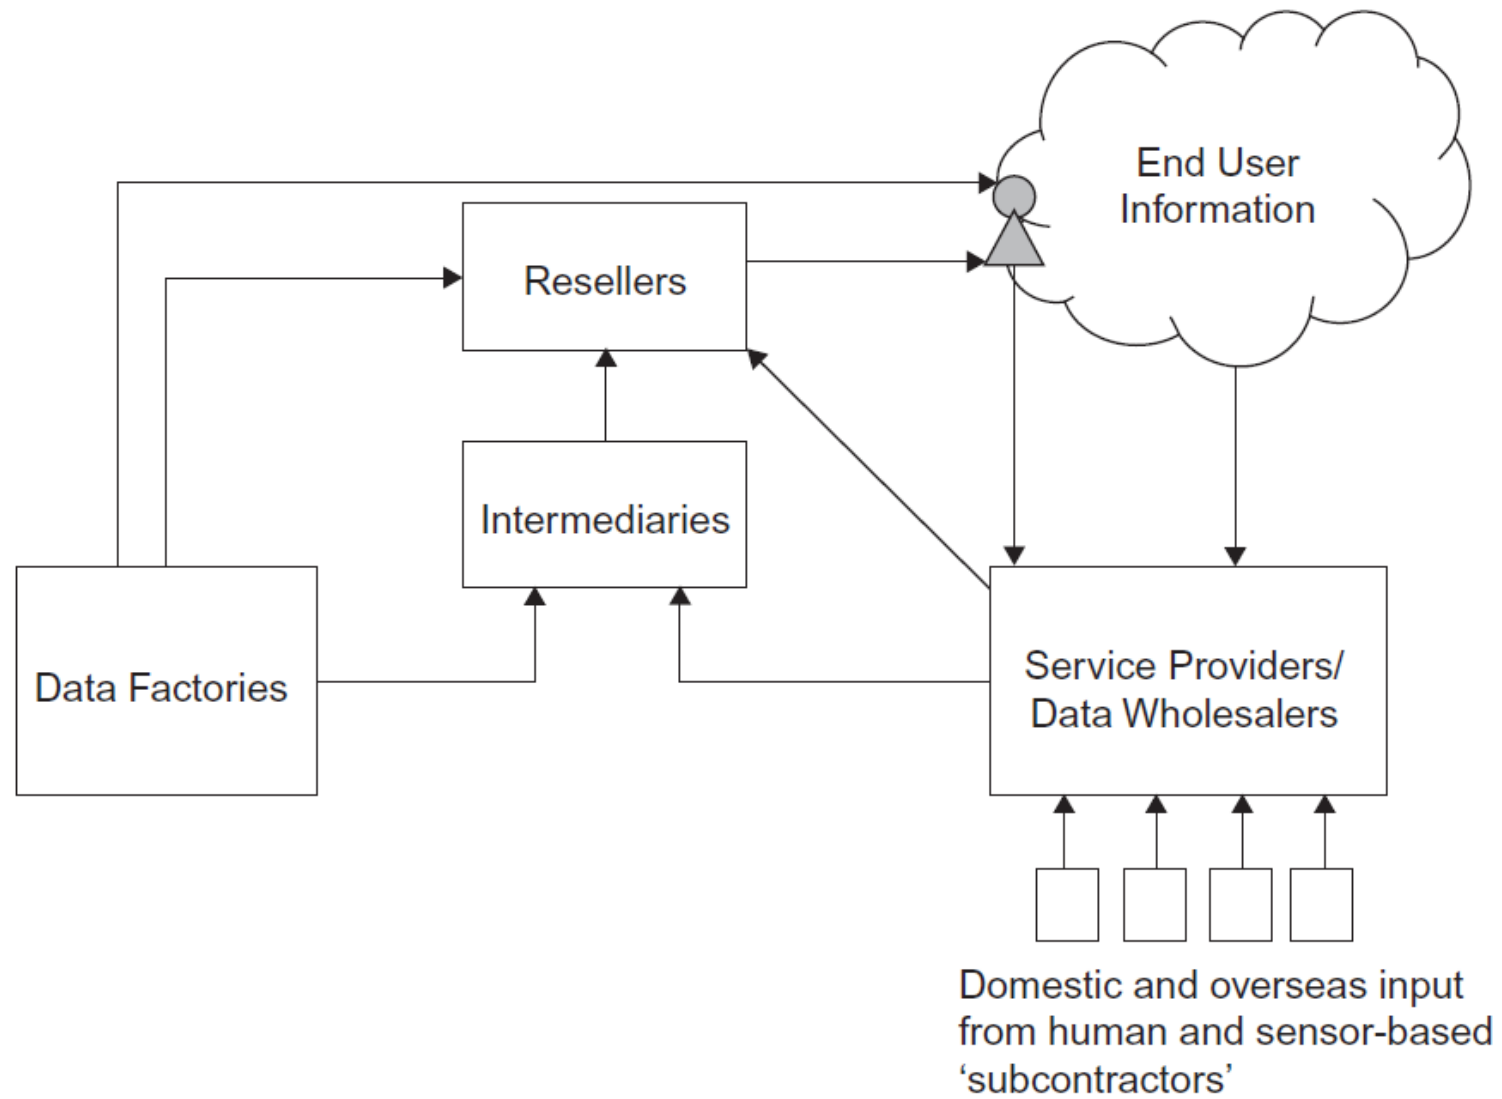 End User
Information
Resellers
Intermediaries
Data Factories
Service Providers/
Data Wholesalers
Domestic and overseas input
from human and sensor-based
‘subcontractors’